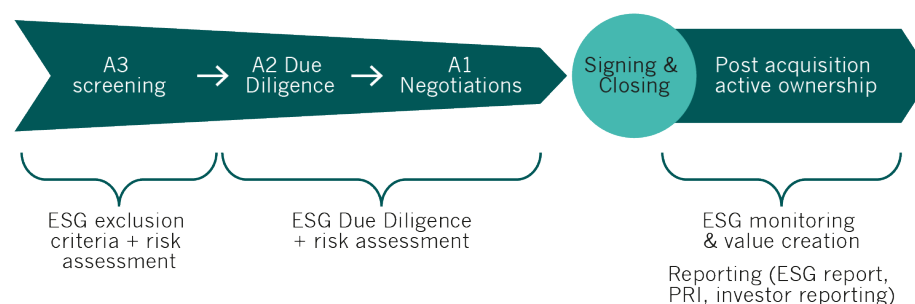 A3
screening
A2 Due
Diligence
A1
Negotiations
Signing &
Closing
Post acquisition
active ownership
ESG exclusion
criteria + risk
assessment
ESG Due Diligence
+ risk assessment
ESG monitoring
& value creation
Reporting (ESG report,
PRI, investor reporting)